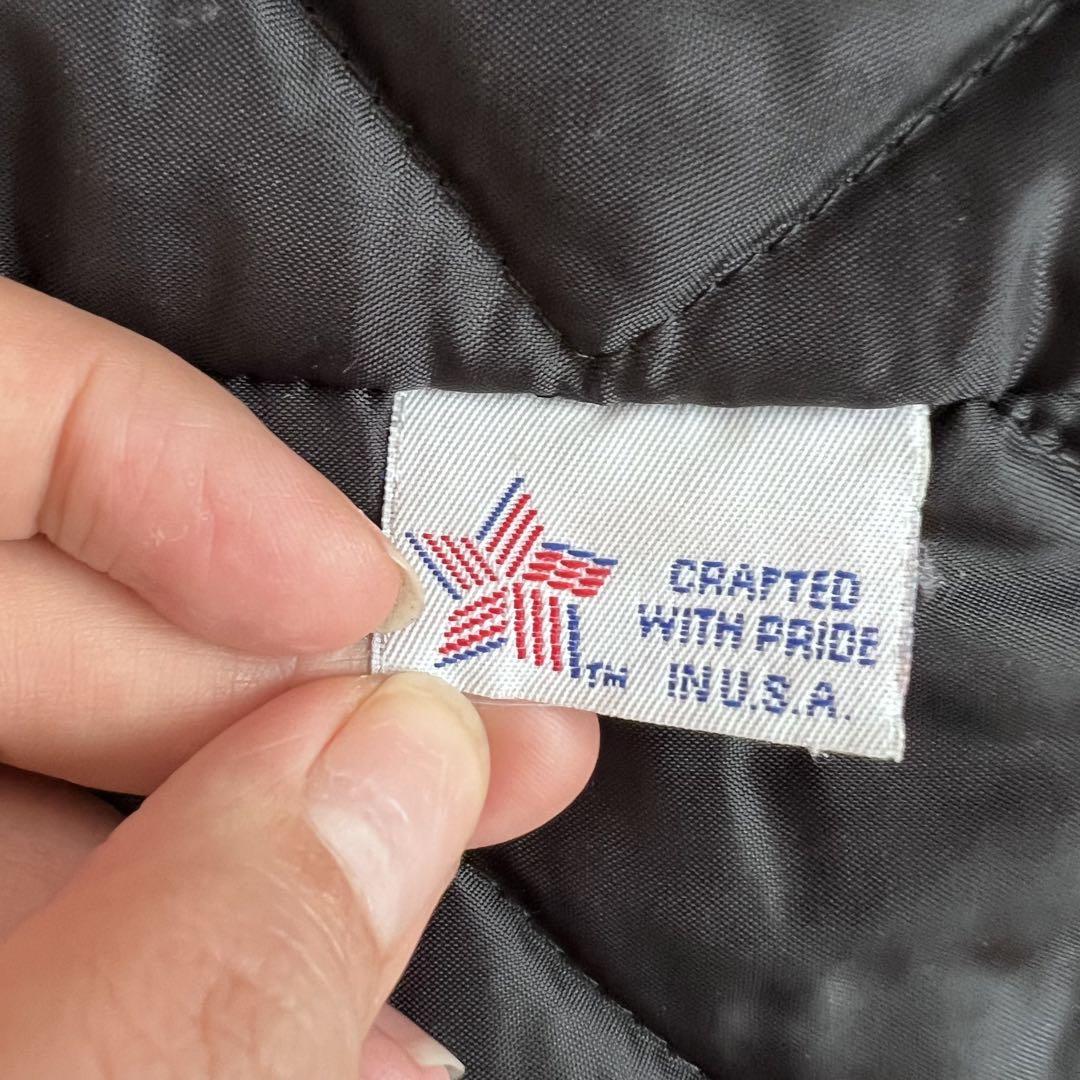 CRAFTED
WITH PRIDE
IN U.S.A.
TM